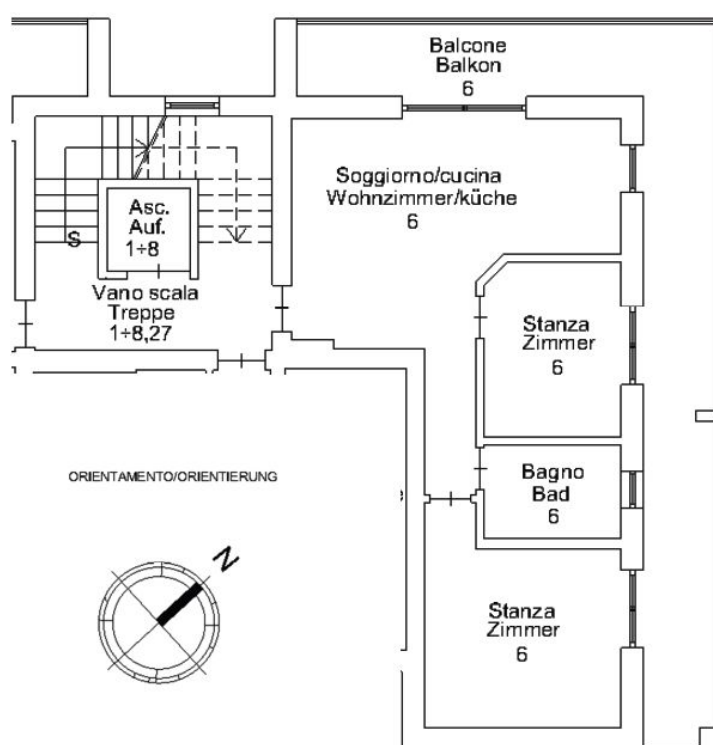 Balcone
Balkon
6
Soggiorno/cucina
Wohnzimmer/küche
6
Asc.
Auf.
1÷8
S
Vano scala
Treppe
1÷8,27
Stanza
Zimmer
6
ORIENTAMENTO/ORIENTIERUNG
Bagno
Bad
6
N
Stanza
Zimmer
6